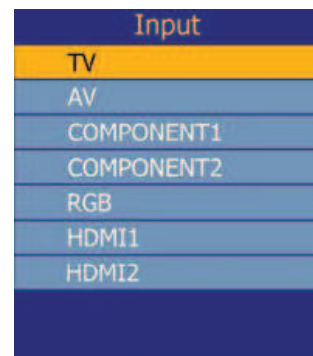 Input
TV
AV
COMPONENT1
COMPONENT2
RGB
HDMI1
HDMI2